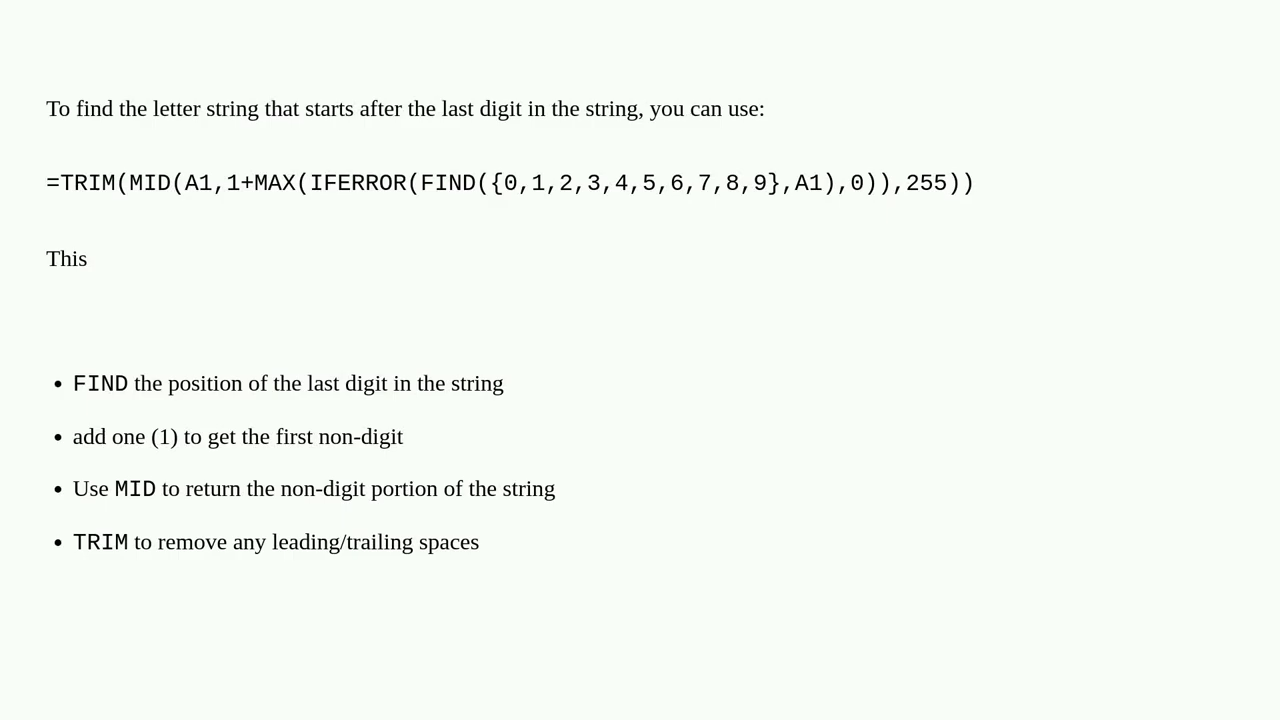 To find the letter string that starts after the last digit in the string, you can use:
=TRIM(MID(A1,1+MAX(IFERROR(FIND({0,1,2,3,4,5,6,7,8,9},A1),0)),255))
This
• FIND the position of the last digit in the string
• add one (1) to get the first non-digit
• Use MID to return the non-digit portion of the string
• TRIM to remove any leading/trailing spaces